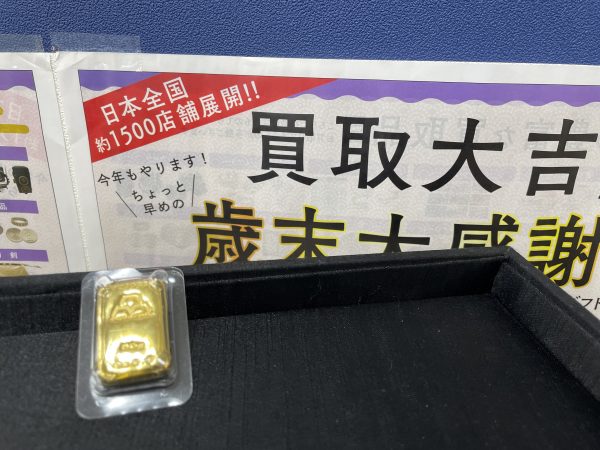 日本全国
約1500店舗展開!!
買取大吉
今年もやります!
ちょっと
早めの
歳末大感謝
品